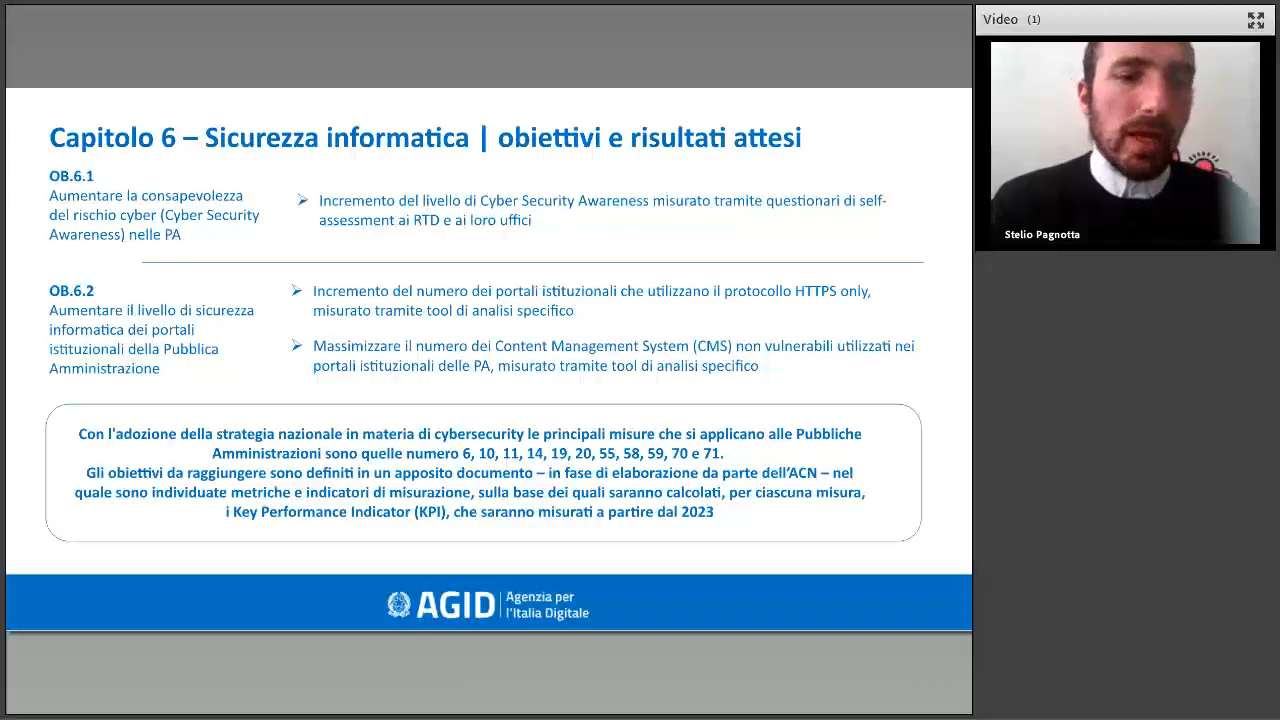 Capitolo 6 – Sicurezza informatica | obiettivi e risultati attesi
OB.6.1
Aumentare la consapevolezza
del rischio cyber (Cyber Security
Awareness) nelle PA
➢ Incremento del livello di Cyber Security Awareness misurato tramite questionari di self-
assessment ai RTD e ai loro uffici
OB.6.2
Aumentare il livello di sicurezza
informatica dei portali
istituzionali della Pubblica
Amministrazione
➢ Incremento del numero dei portali istituzionali che utilizzano il protocollo HTTPS only,
misurato tramite tool di analisi specifico
➢ Massimizzare il numero dei Content Management System (CMS) non vulnerabili utilizzati nei
portali istituzionali delle PA, misurato tramite tool di analisi specifico
Con l'adozione della strategia nazionale in materia di cybersecurity le principali misure che si applicano alle Pubbliche
Amministrazioni sono quelle numero 6, 10, 11, 14, 19, 20, 55, 58, 59, 70 e 71.
Gli obiettivi da raggiungere sono definiti in un apposito documento – in fase di elaborazione da parte dell’ACN – nel
quale sono individuate metriche e indicatori di misurazione, sulla base dei quali saranno calcolati, per ciascuna misura,
i Key Performance Indicator (KPI), che saranno misurati a partire dal 2023
AGID
Agenzia per
l'Italia Digitale
Video (1)
Stelio Pagnotta